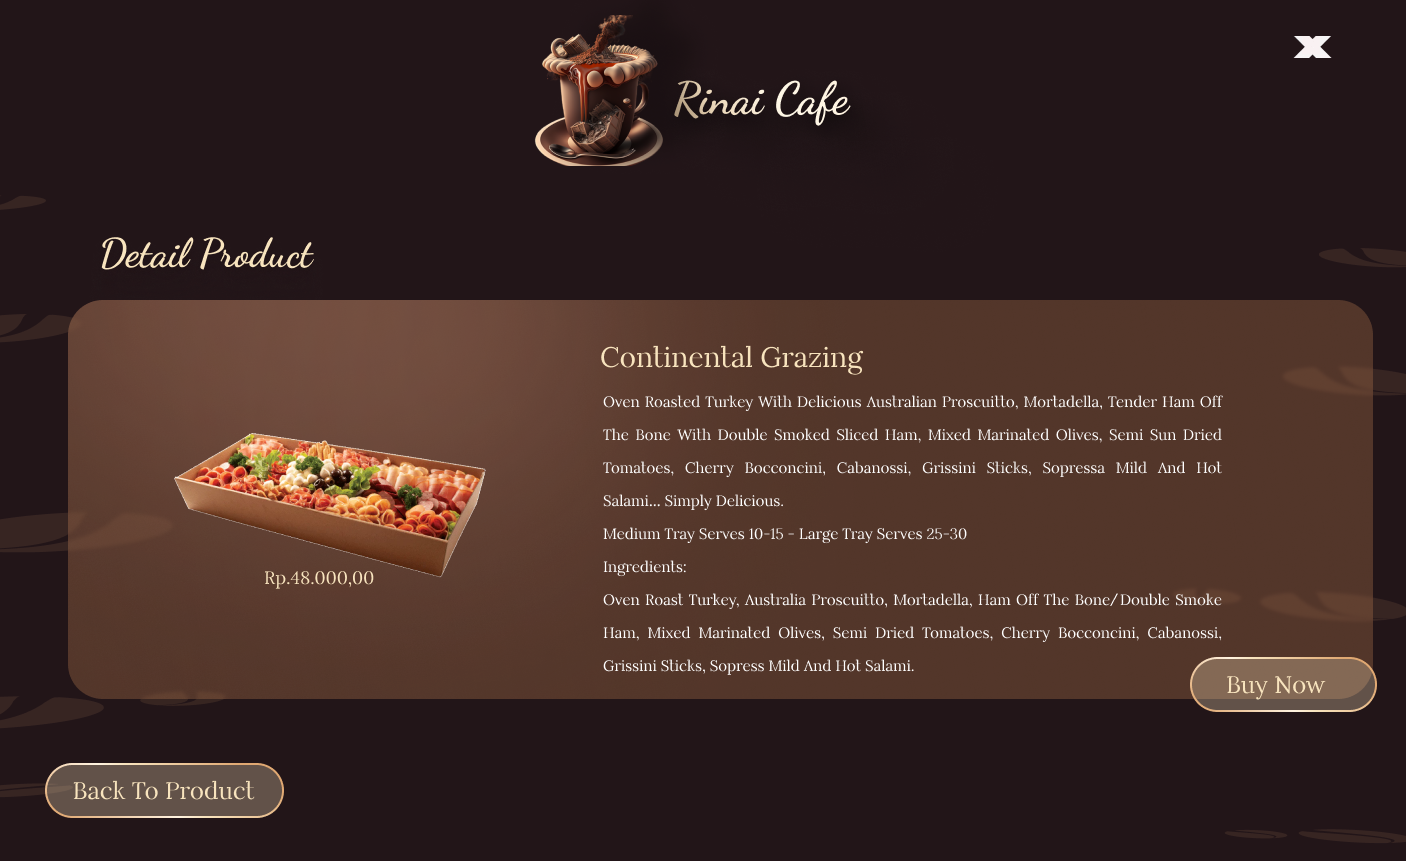 Rinai Cafe
Detail Product
Continental Grazing
Oven Roasted Turkey With Delicious Australian Proscuitto, Mortadella, Tender Ham Off
The Bone With Double Smoked Sliced Ham, Mixed Marinated Olives, Semi Sun Dried
Tomatoes, Cherry Bocconcini, Cabanossi, Grissini Sticks, Sopressa Mild And Hot
Salami... Simply Delicious.
Medium Tray Serves 10-15 - Large Tray Serves 25-30
Ingredients:
Oven Roast Turkey, Australia Proscuitto, Mortadella, Ham Off The Bone/Double Smoke
Ham, Mixed Marinated Olives, Semi Dried Tomatoes, Cherry Bocconcini, Cabanossi,
Grissini Sticks, Sopress Mild And Hot Salami.
Rp.48.000,00
Buy Now
Back To Product